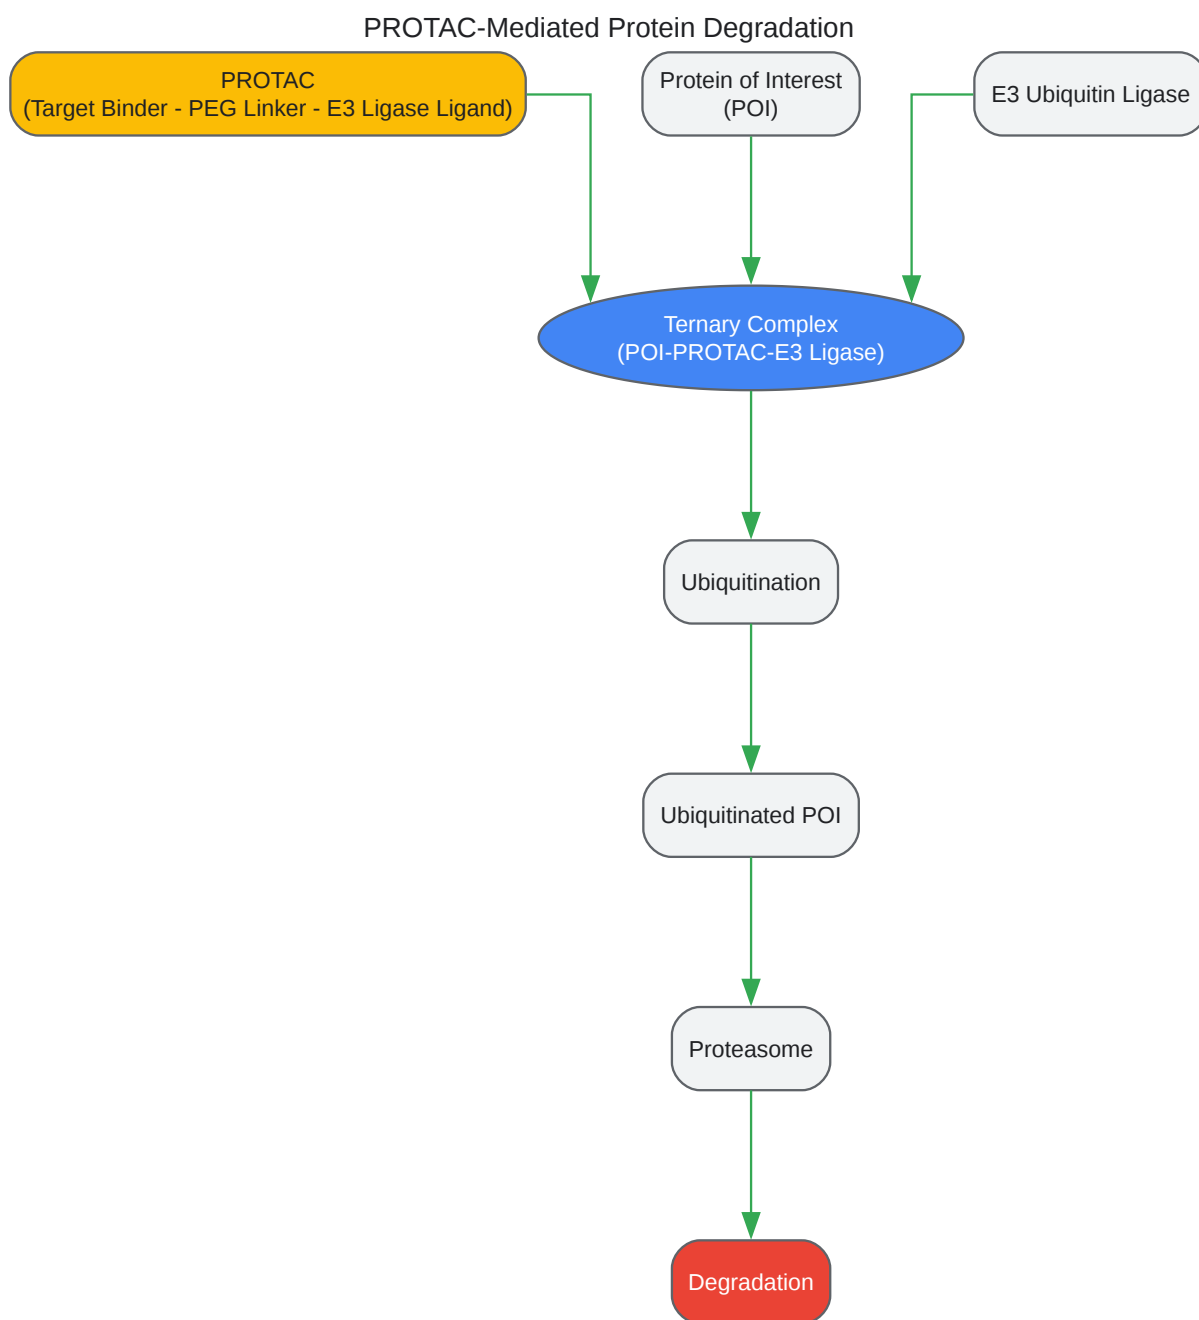 PROTAC-Mediated Protein Degradation
PROTAC
(Target Binder - PEG Linker - E3 Ligase Ligand)
Protein of Interest
(POI)
E3 Ubiquitin Ligase
Ternary Complex
(POI-PROTAC-E3 Ligase)
Ubiquitination
Ubiquitinated POI
Proteasome
Degradation